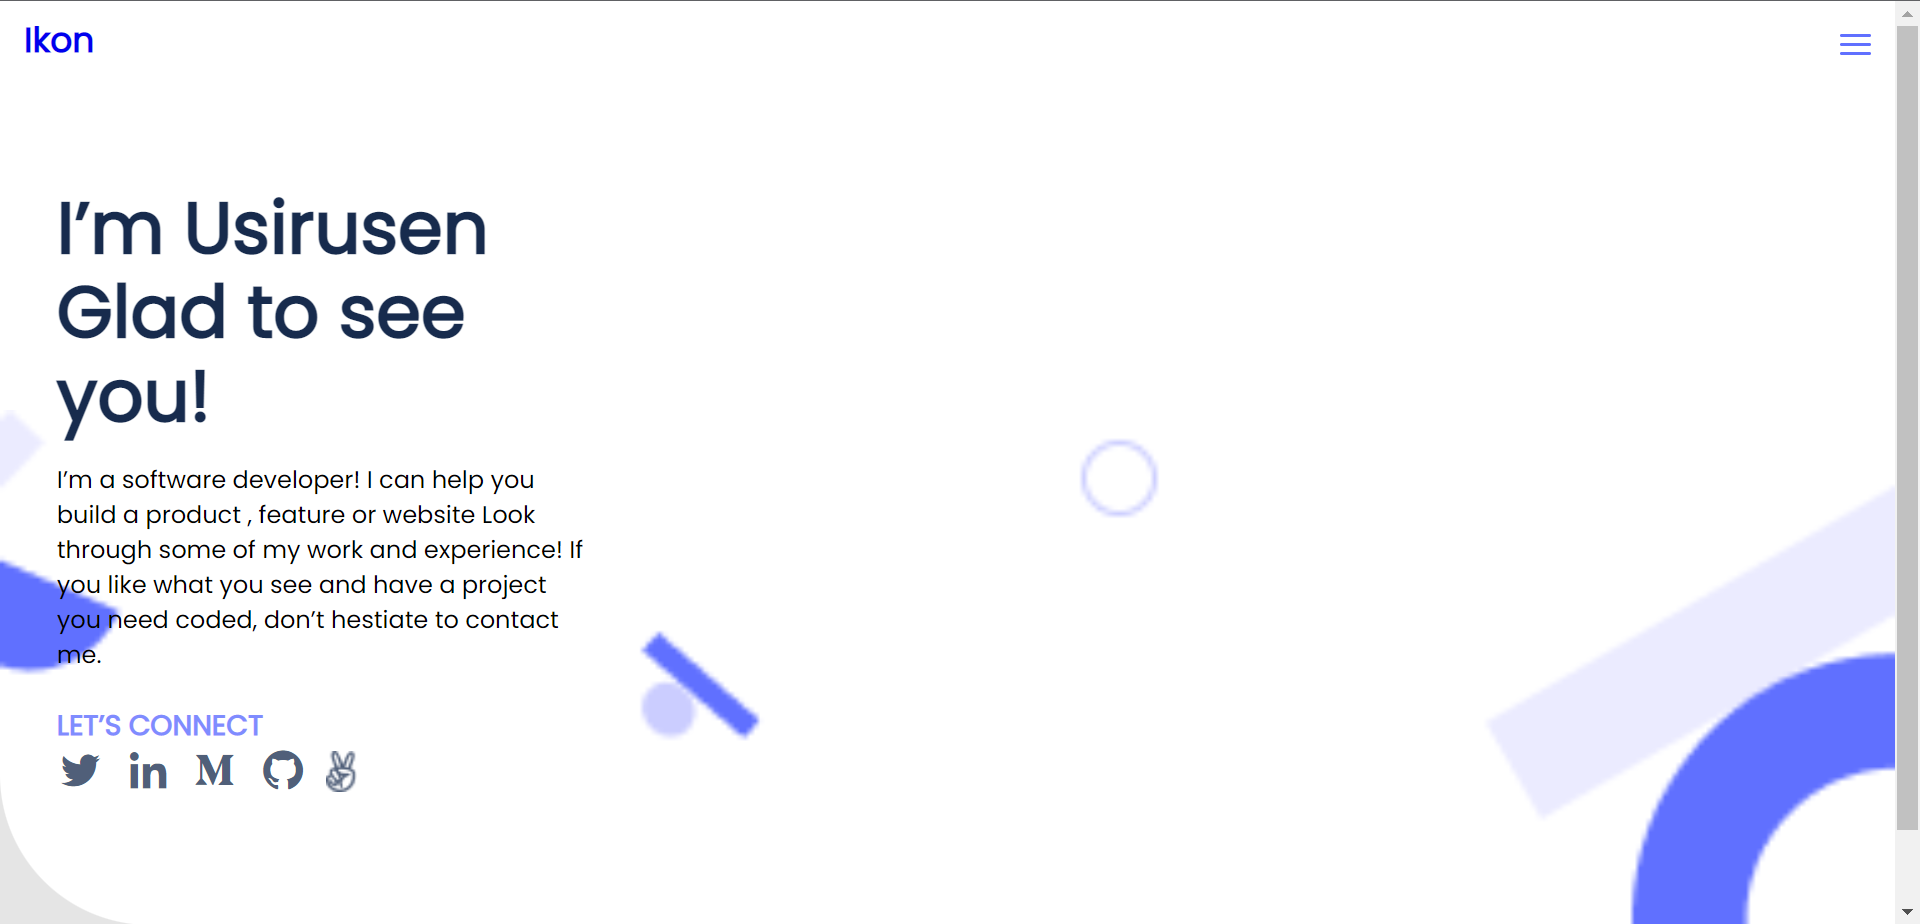 Ikon
I’m Usirusen
Glad to see
you!
I’m a software developer! I can help you
build a product , feature or website Look
through some of my work and experience! If
you like what you see and have a project
you need coded, don’t hestiate to contact
me.
LET’S CONNECT